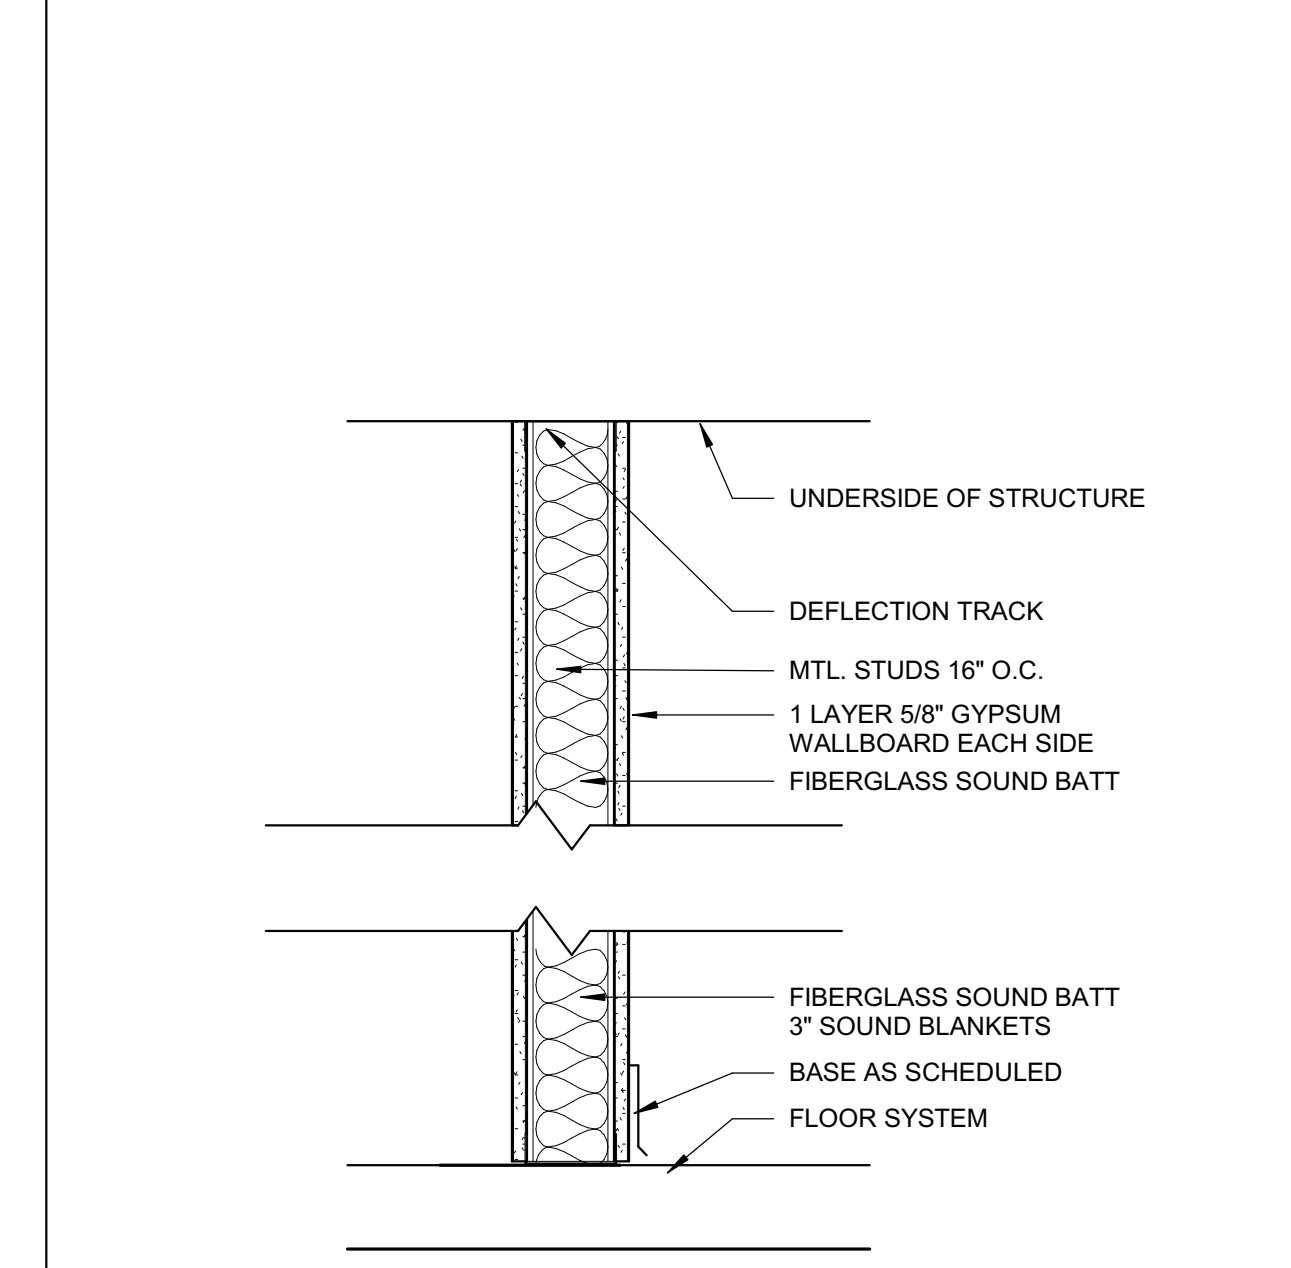 UNDERSIDE OF STRUCTURE
DEFLECTION TRACK
MTL. STUDS 16" O.C.
1 LAYER 5/8" GYPSUM
WALLBOARD EACH SIDE
FIBERGLASS SOUND BATT
FIBERGLASS SOUND BATT
3" SOUND BLANKETS
BASE AS SCHEDULED
FLOOR SYSTEM